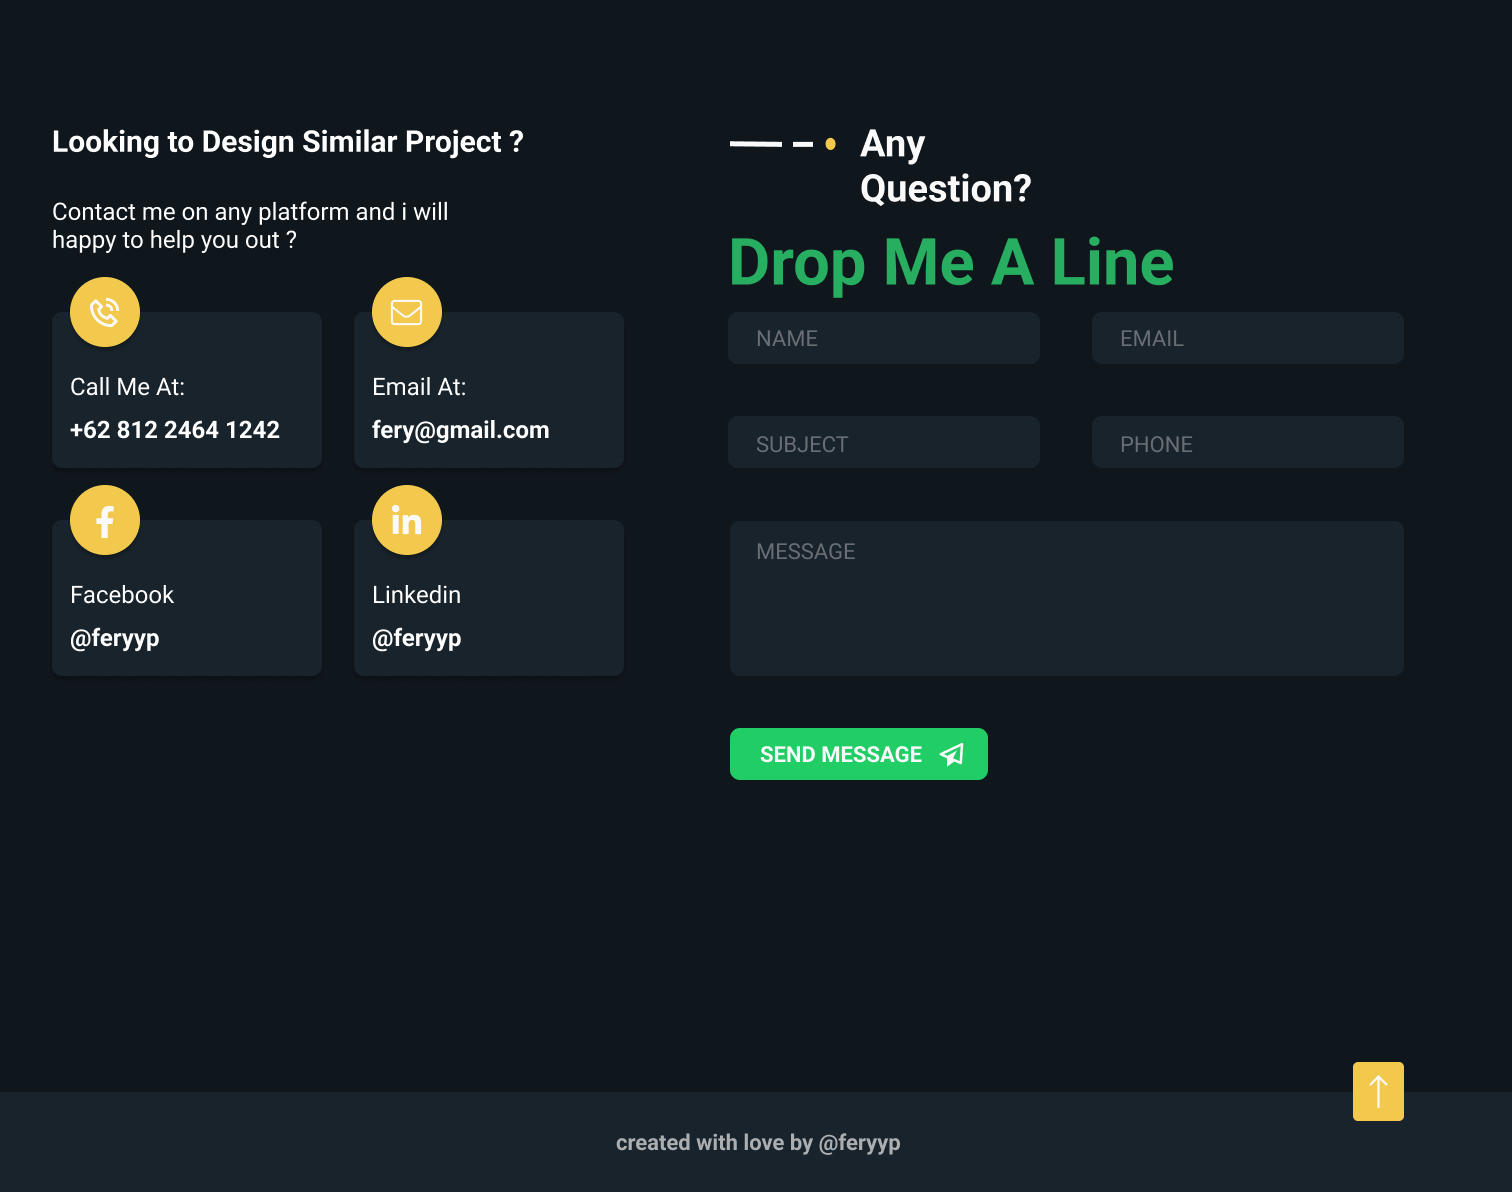 Looking to Design Similar Project ?
Contact me on any platform and i will
happy to help you out ?
Call Me At:
+62 812 2464 1242
Email At:
fery@gmail.com
Facebook
@feryyp
Linkedin
@feryyp
Any
Question?
Drop Me A Line
NAME
EMAIL
SUBJECT
PHONE
MESSAGE
SEND MESSAGE
created with love by @feryyp